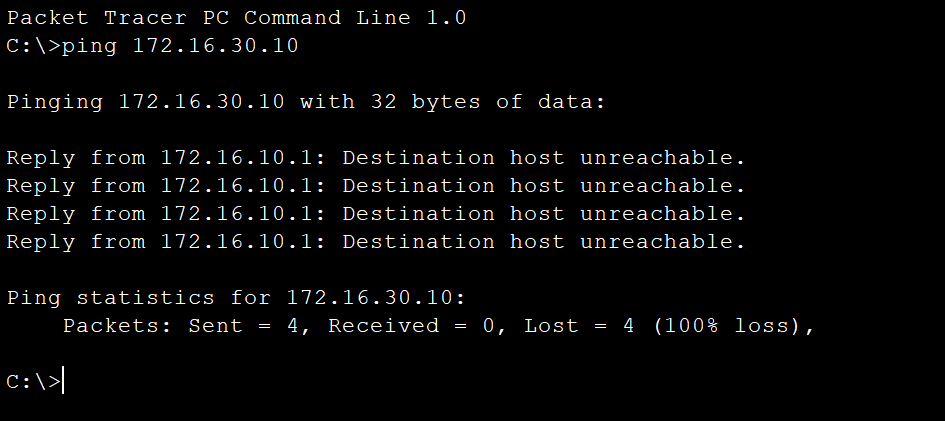 Packet Tracer PC Command Line 1.0
C:\>ping 172.16.30.10
Pinging 172.16.30.10 with 32 bytes of data:
Reply from 172.16.10.1: Destination host unreachable.
Reply from 172.16.10.1: Destination host unreachable.
Reply from 172.16.10.1: Destination host unreachable.
Reply from 172.16.10.1: Destination host unreachable.
Ping statistics for 172.16.30.10:
    Packets: Sent = 4, Received = 0, Lost = 4 (100% loss),
C:\>